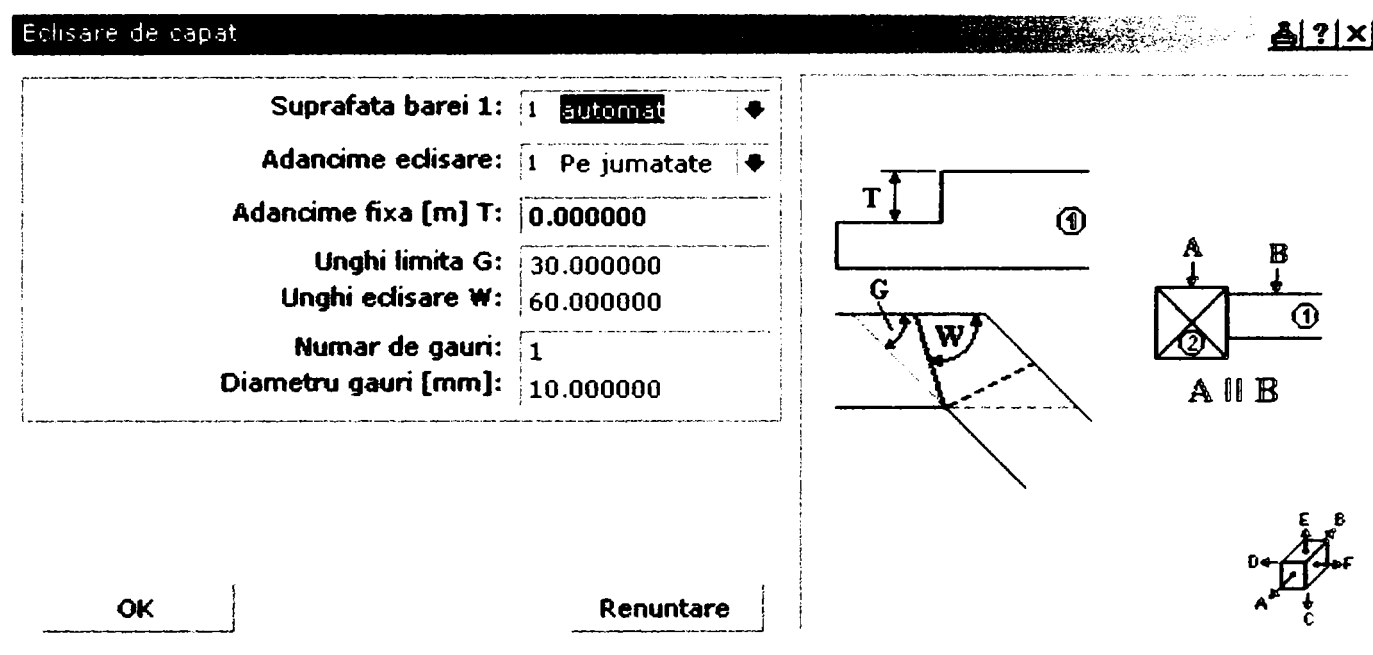 Eclisare de capat
? X
Suprafata barei 1: 1 automat
Adancime eclisare: 1 Pe jumatate
Adancime fixa [m] T: 0.000000
Unghi limita G: 30.000000
Unghi eclisare W: 60.000000
Numar de gauri: 1
Diametru gauri [mm]: 10.000000
OK
Renuntare
T
1
G
W
A
B
1
2
A || B
E
B
D
F
A
C